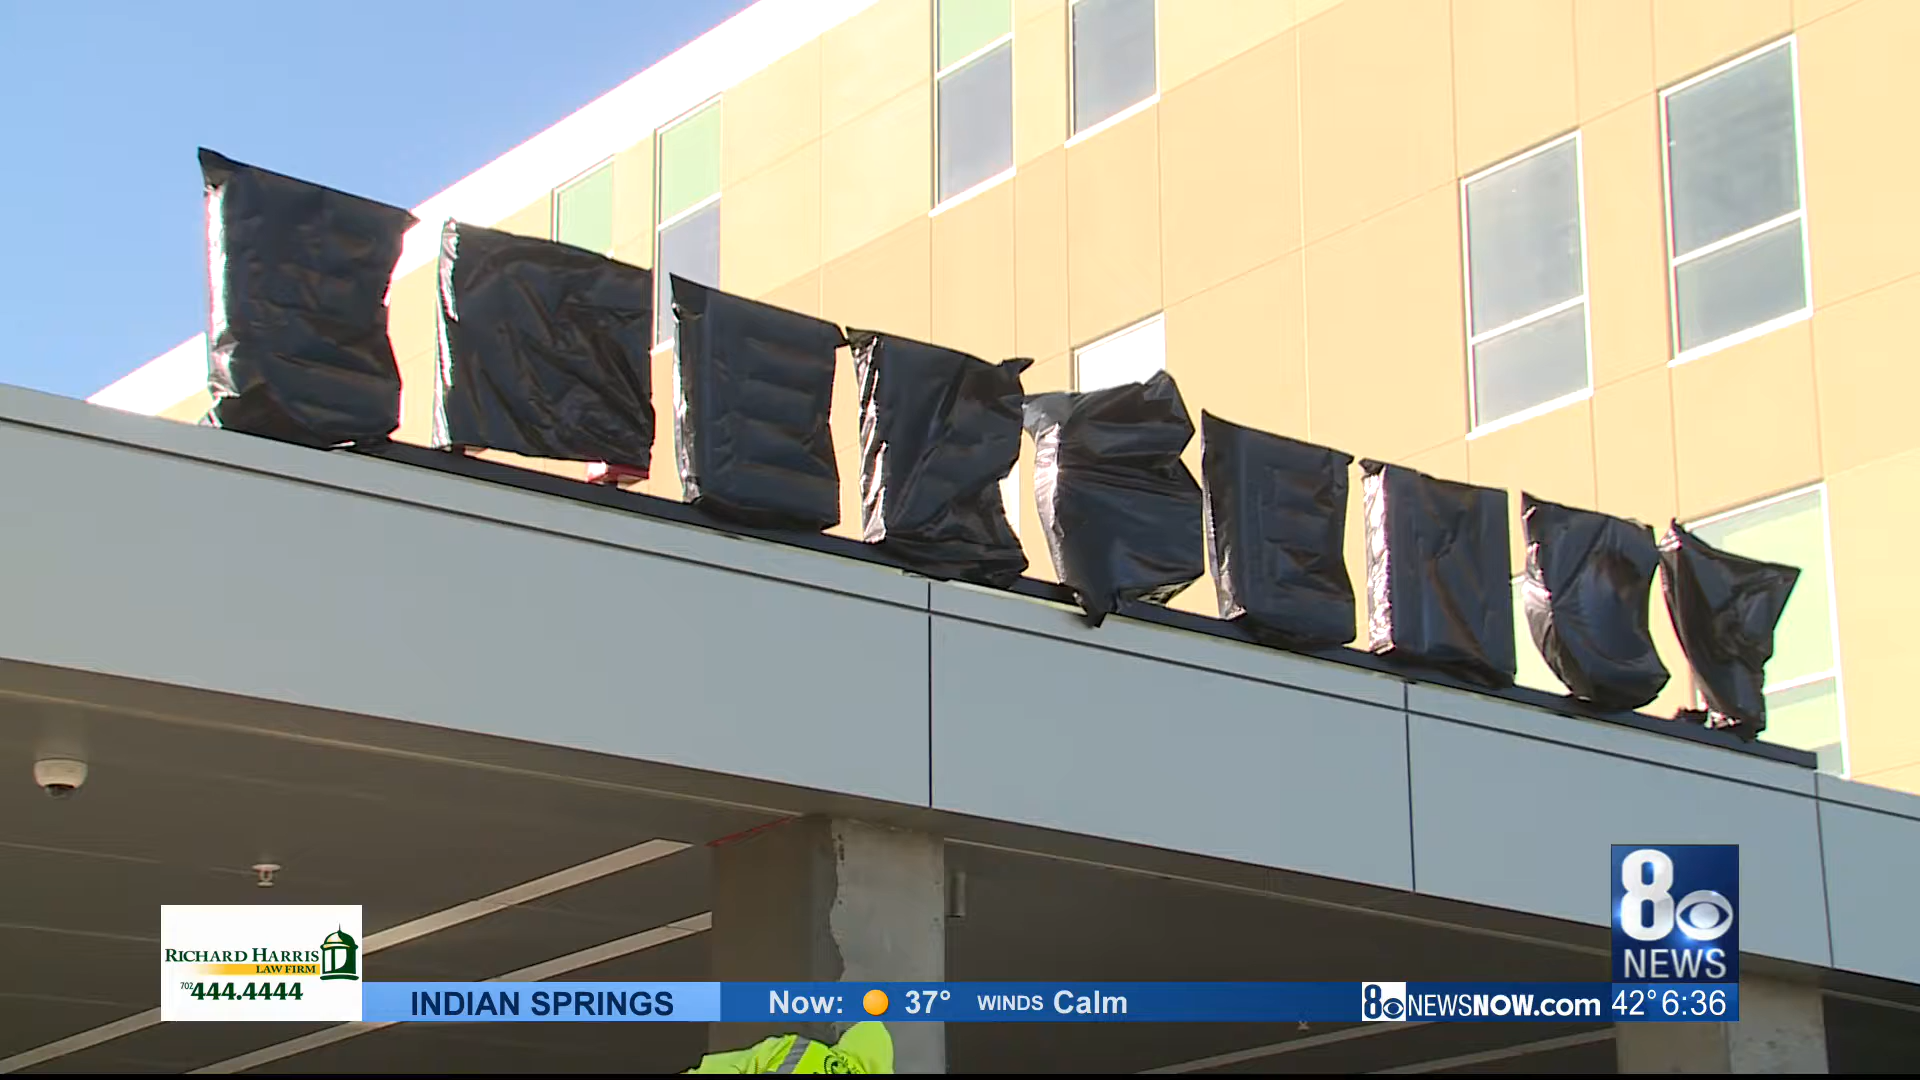 RICHARD HARRIS
LAW FIRM
702 444.4444
INDIAN SPRINGS
Now: 37° WINDS Calm
8 NEWSNOW.com
42° 6:36
8
NEWS